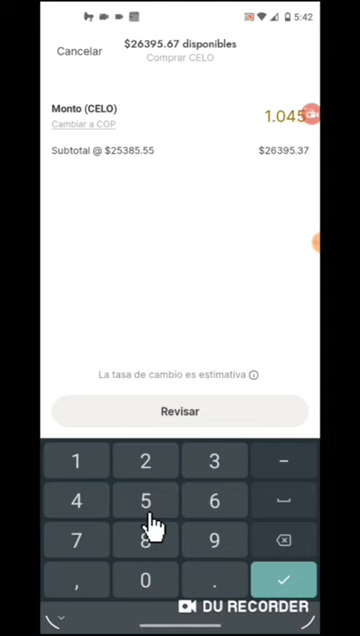 5:42
Cancelar
$26395.67 disponibles
Comprar CELO
Monto (CELO)
1.045
Cambiar a COP
Subtotal @ $25385.55
$26395.37
La tasa de cambio es estimativa
Revisar
1 2 3 –
4 5 6
7 8 9
, 0 .
DU RECORDER